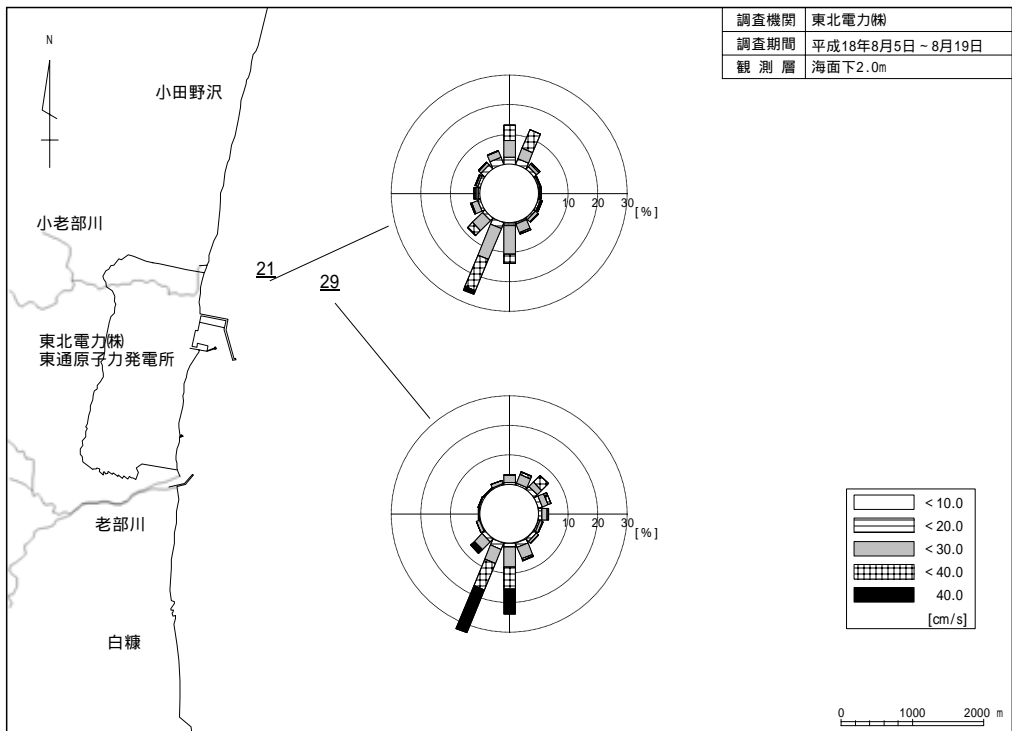 調査機関 東北電力㈱
調査期間 平成18年8月5日～8月19日
観測層 海面下2.0m
N
小田野沢
小老部川
10 20 30 [%]
21
29
東北電力㈱
東通原子力発電所
10 20 30 [%]
老部川
白糠
<10.0
<20.0
<30.0
<40.0
40.0
[cm/s]
0 1000 2000 m